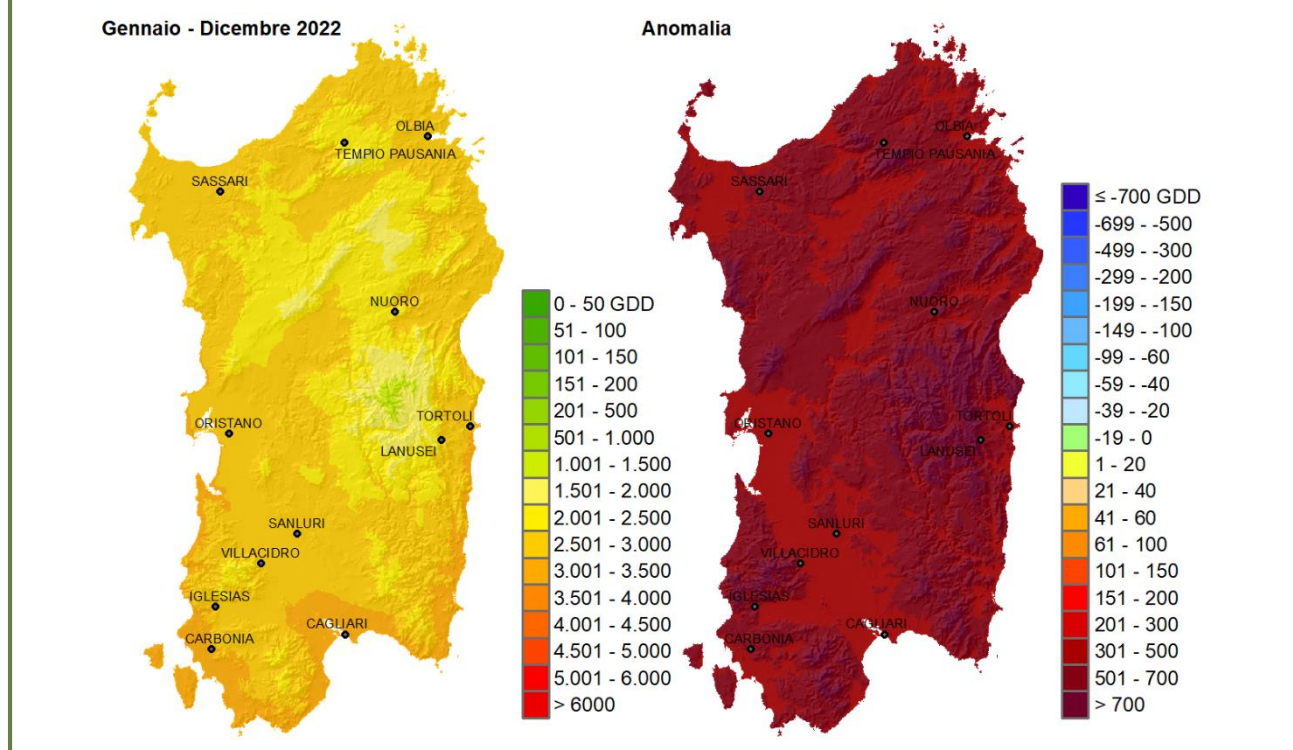 Gennaio - Dicembre 2022
OLBIA
TEMPIO PAUSANIA
SASSARI
NUORO
ORISTANO
TORTOLI
LANUSEI
SANLURI
VILLACIDRO
IGLESIAS
CAGLIARI
CARBONIA
0 - 50 GDD
51 - 100
101 - 150
151 - 200
201 - 500
501 - 1.000
1.001 - 1.500
1.501 - 2.000
2.001 - 2.500
2.501 - 3.000
3.001 - 3.500
3.501 - 4.000
4.001 - 4.500
4.501 - 5.000
5.001 - 6.000
> 6000
Anomalia
OLBIA
TEMPIO PAUSANIA
SASSARI
NUORO
ORISTANO
TORTOLI
LANUSEI
SANLURI
VILLACIDRO
IGLESIAS
CAGLIARI
CARBONIA
≤ -700 GDD
-699 - -500
-499 - -300
-299 - -200
-199 - -150
-149 - -100
-99 - -60
-59 - -40
-39 - -20
-19 - 0
1 - 20
21 - 40
41 - 60
61 - 100
101 - 150
151 - 200
201 - 300
301 - 500
501 - 700
> 700